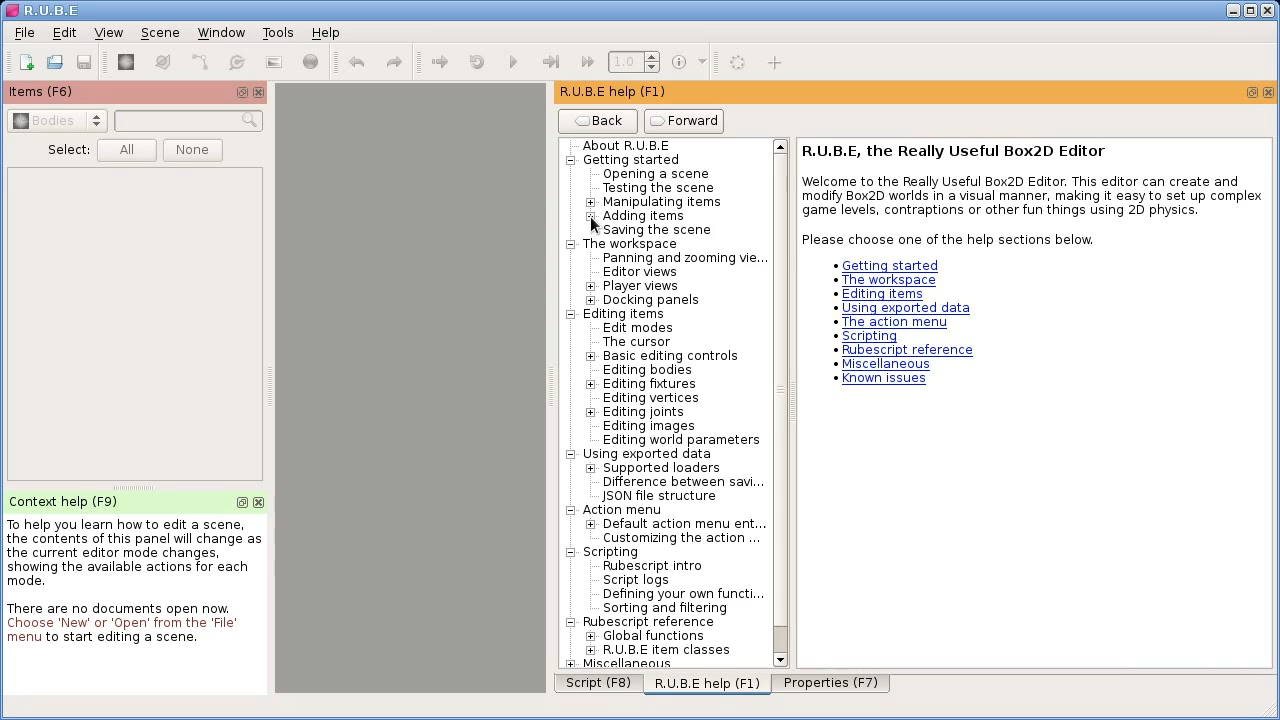 R.U.B.E
File Edit View Scene Window Tools Help
1.0
Items (F6)
Bodies
Select: All None
Context help (F9)
To help you learn how to edit a scene,
the contents of this panel will change as
the current editor mode changes,
showing the available actions for each
mode.
There are no documents open now.
Choose 'New' or 'Open' from the 'File'
menu to start editing a scene.
R.U.B.E help (F1)
Back Forward
About R.U.B.E
Getting started
Opening a scene
Testing the scene
Manipulating items
Adding items
Saving the scene
The workspace
Panning and zooming vie...
Editor views
Player views
Docking panels
Editing items
Edit modes
The cursor
Basic editing controls
Editing bodies
Editing fixtures
Editing vertices
Editing joints
Editing images
Editing world parameters
Using exported data
Supported loaders
Difference between savi...
JSON file structure
Action menu
Default action menu ent...
Customizing the action ...
Scripting
Rubescript intro
Script logs
Defining your own functi...
Sorting and filtering
Rubescript reference
Global functions
R.U.B.E item classes
Miscellaneous
R.U.B.E, the Really Useful Box2D Editor
Welcome to the Really Useful Box2D Editor. This editor can create and
modify Box2D worlds in a visual manner, making it easy to set up complex
game levels, contraptions or other fun things using 2D physics.
Please choose one of the help sections below.
• Getting started
• The workspace
• Editing items
• Using exported data
• The action menu
• Scripting
• Rubescript reference
• Miscellaneous
• Known issues
Script (F8) R.U.B.E help (F1) Properties (F7)